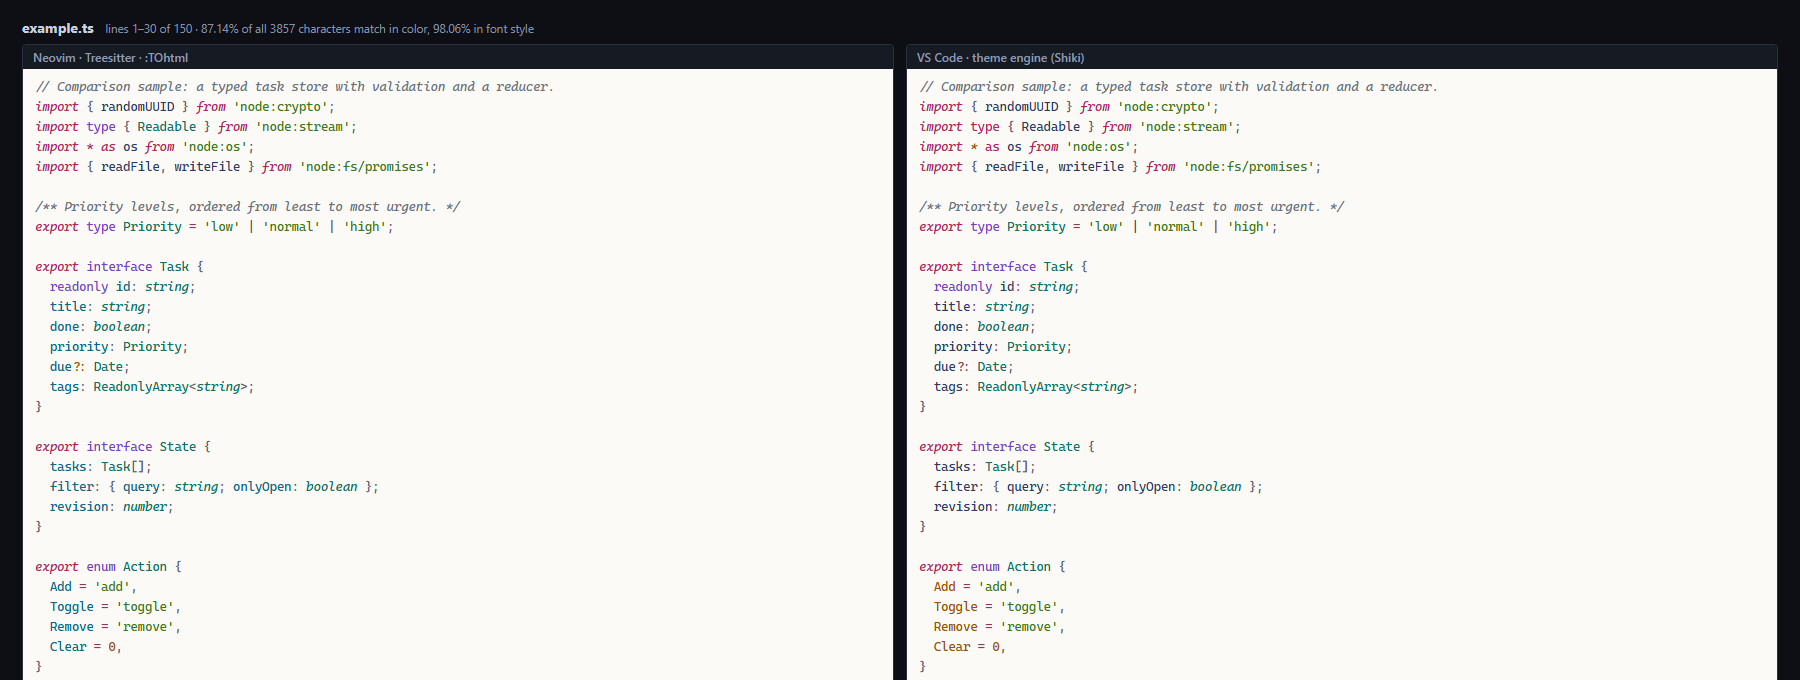 example.ts lines 1–30 of 150 · 87.14% of all 3857 characters match in color, 98.06% in font style
Neovim · Treesitter · :TOhtml
// Comparison sample: a typed task store with validation and a reducer.
import { randomUUID } from 'node:crypto';
import type { Readable } from 'node:stream';
import * as os from 'node:os';
import { readFile, writeFile } from 'node:fs/promises';

/** Priority levels, ordered from least to most urgent. */
export type Priority = 'low' | 'normal' | 'high';

export interface Task {
  readonly id: string;
  title: string;
  done: boolean;
  priority: Priority;
  due?: Date;
  tags: ReadonlyArray<string>;
}

export interface State {
  tasks: Task[];
  filter: { query: string; onlyOpen: boolean };
  revision: number;
}

export enum Action {
  Add = 'add',
  Toggle = 'toggle',
  Remove = 'remove',
  Clear = 0,
}
VS Code · theme engine (Shiki)
// Comparison sample: a typed task store with validation and a reducer.
import { randomUUID } from 'node:crypto';
import type { Readable } from 'node:stream';
import * as os from 'node:os';
import { readFile, writeFile } from 'node:fs/promises';

/** Priority levels, ordered from least to most urgent. */
export type Priority = 'low' | 'normal' | 'high';

export interface Task {
  readonly id: string;
  title: string;
  done: boolean;
  priority: Priority;
  due?: Date;
  tags: ReadonlyArray<string>;
}

export interface State {
  tasks: Task[];
  filter: { query: string; onlyOpen: boolean };
  revision: number;
}

export enum Action {
  Add = 'add',
  Toggle = 'toggle',
  Remove = 'remove',
  Clear = 0,
}